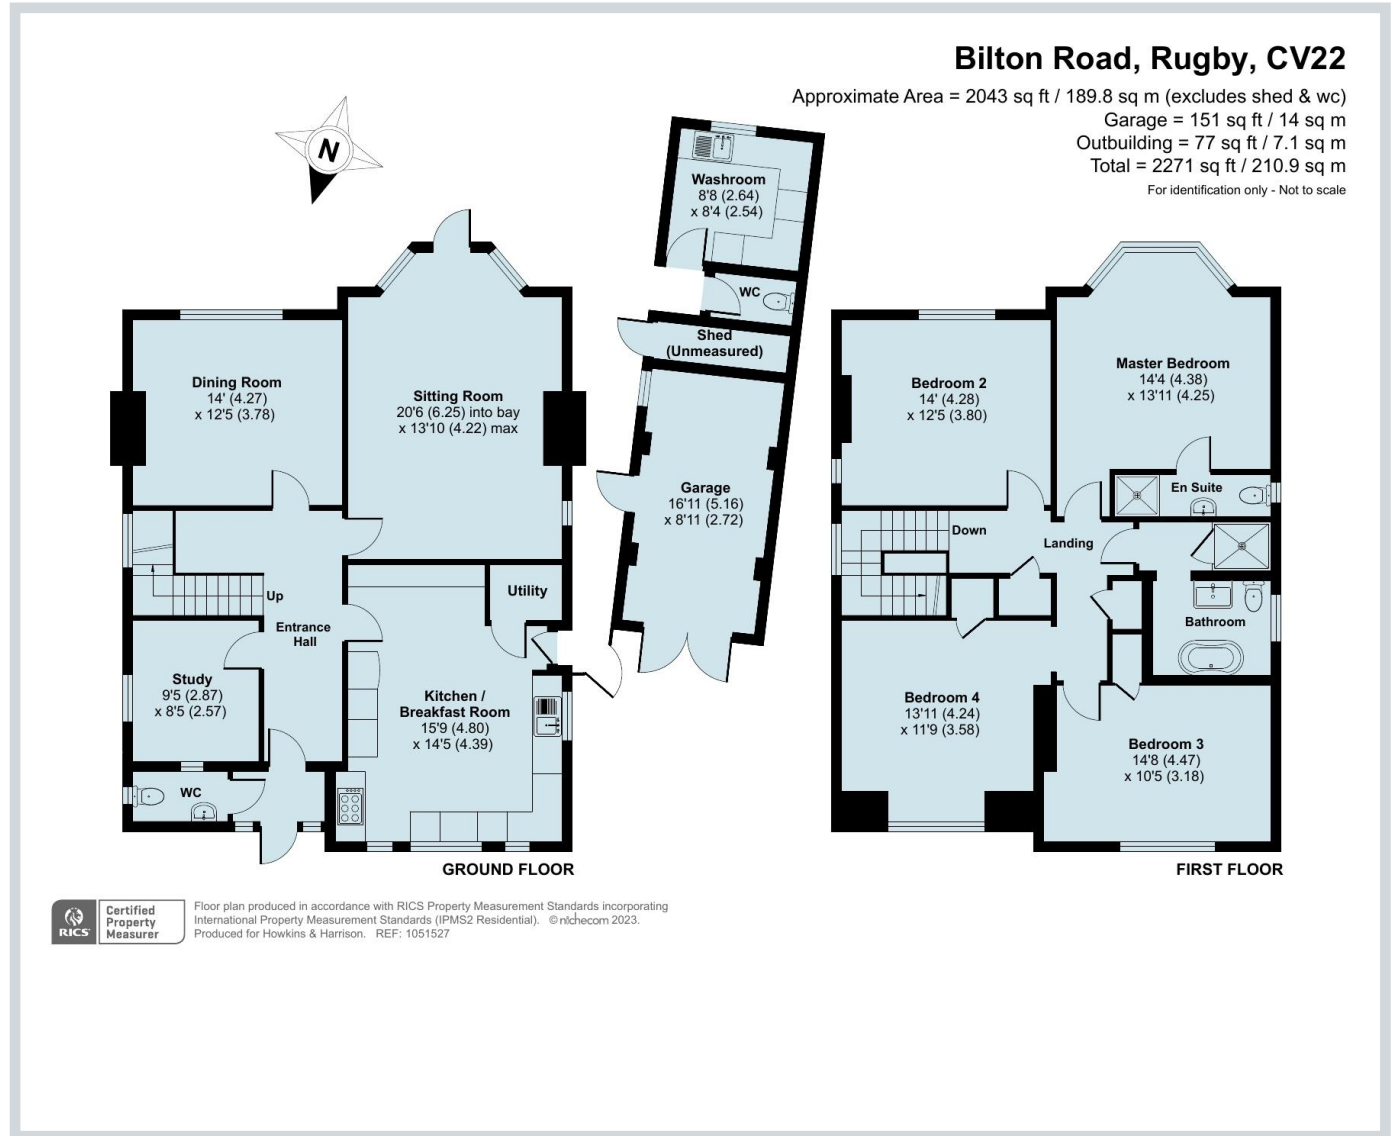 Bilton Road, Rugby, CV22
Approximate Area = 2043 sq ft / 189.8 sq m (excludes shed & wc)
Garage = 151 sq ft / 14 sq m
Outbuilding = 77 sq ft / 7.1 sq m
Total = 2271 sq ft / 210.9 sq m
For identification only - Not to scale
N
Washroom
8'8 (2.64)
x 8'4 (2.54)
WC
Shed
(Unmeasured)
Garage
16'11 (5.16)
x 8'11 (2.72)
Dining Room
14' (4.27)
x 12'5 (3.78)
Sitting Room
20'6 (6.25) into bay
x 13'10 (4.22) max
Up
Entrance
Hall
Utility
Study
9'5 (2.87)
x 8'5 (2.57)
Kitchen /
Breakfast Room
15'9 (4.80)
x 14'5 (4.39)
WC
GROUND FLOOR
Bedroom 2
14' (4.28)
x 12'5 (3.80)
Master Bedroom
14'4 (4.38)
x 13'11 (4.25)
En Suite
Down
Landing
Bathroom
Bedroom 4
13'11 (4.24)
x 11'9 (3.58)
Bedroom 3
14'8 (4.47)
x 10'5 (3.18)
FIRST FLOOR
RICS
Certified
Property
Measurer
Floor plan produced in accordance with RICS Property Measurement Standards incorporating
International Property Measurement Standards (IPMS2 Residential). © nichecom 2023.
Produced for Howkins & Harrison. REF: 1051527